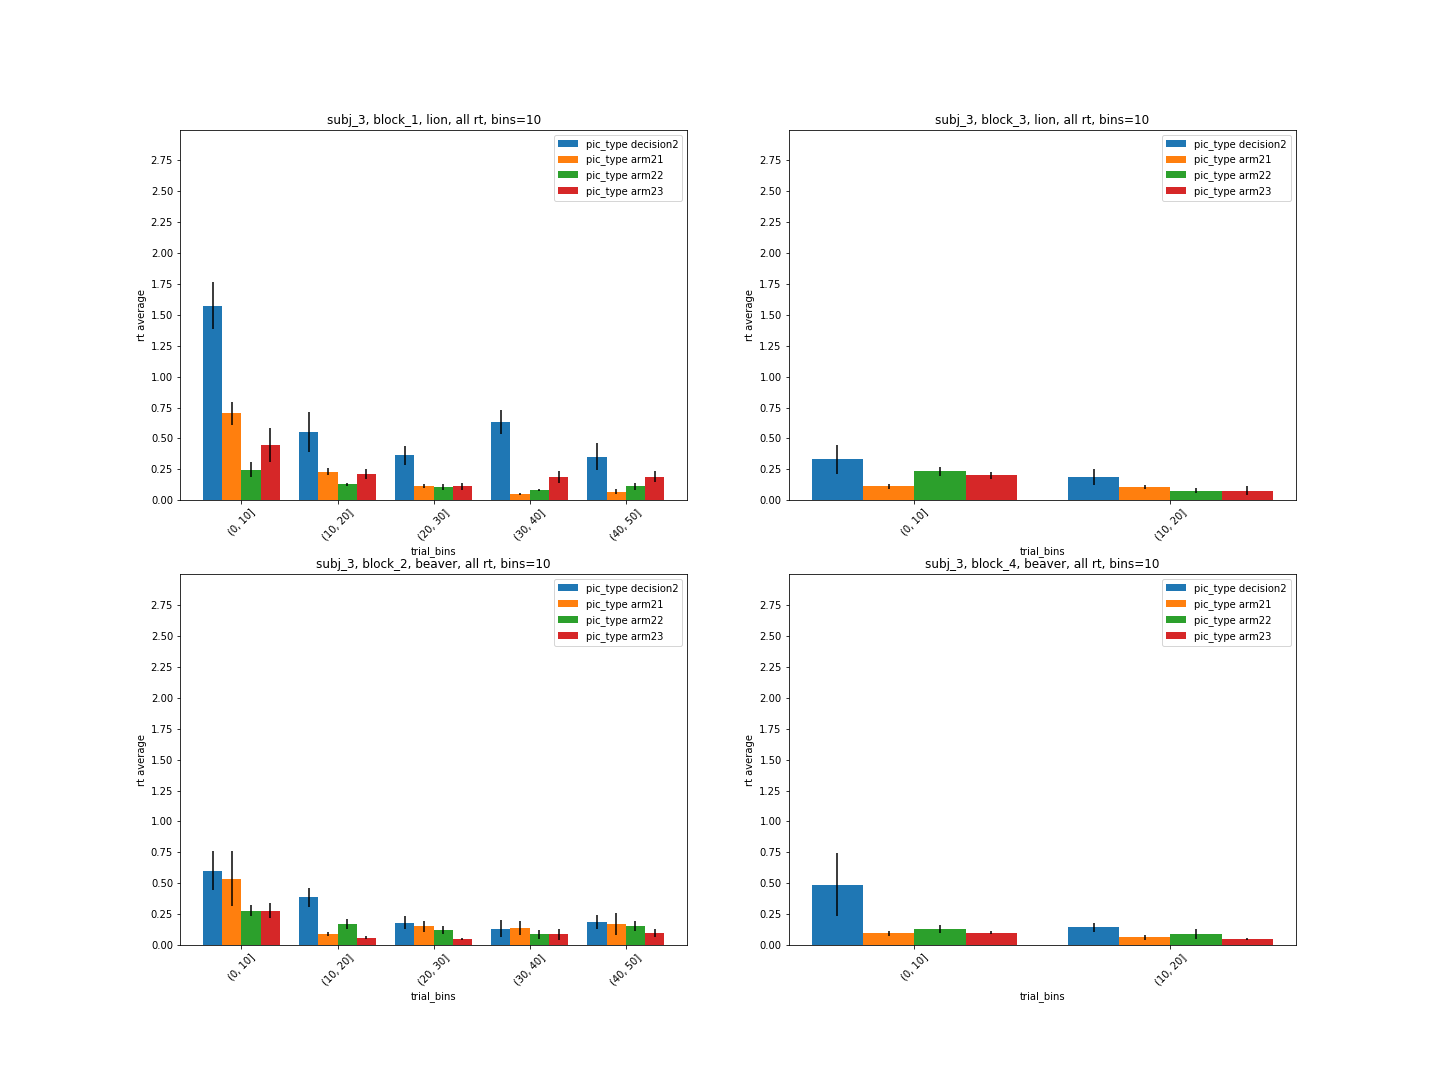 subj_3, block_1, lion, all rt, bins=10
pic_type decision2
pic_type arm21
pic_type arm22
pic_type arm23
2.75
2.50
2.25
2.00
1.75
1.50
1.25
1.00
0.75
0.50
0.25
0.00
rt average
(0, 10]
(10, 20]
(20, 30]
(30, 40]
(40, 50]
trial_bins
subj_3, block_3, lion, all rt, bins=10
pic_type decision2
pic_type arm21
pic_type arm22
pic_type arm23
2.75
2.50
2.25
2.00
1.75
1.50
1.25
1.00
0.75
0.50
0.25
0.00
rt average
(0, 10]
(10, 20]
trial_bins
subj_3, block_2, beaver, all rt, bins=10
pic_type decision2
pic_type arm21
pic_type arm22
pic_type arm23
2.75
2.50
2.25
2.00
1.75
1.50
1.25
1.00
0.75
0.50
0.25
0.00
rt average
(0, 10]
(10, 20]
(20, 30]
(30, 40]
(40, 50]
trial_bins
subj_3, block_4, beaver, all rt, bins=10
pic_type decision2
pic_type arm21
pic_type arm22
pic_type arm23
2.75
2.50
2.25
2.00
1.75
1.50
1.25
1.00
0.75
0.50
0.25
0.00
rt average
(0, 10]
(10, 20]
trial_bins